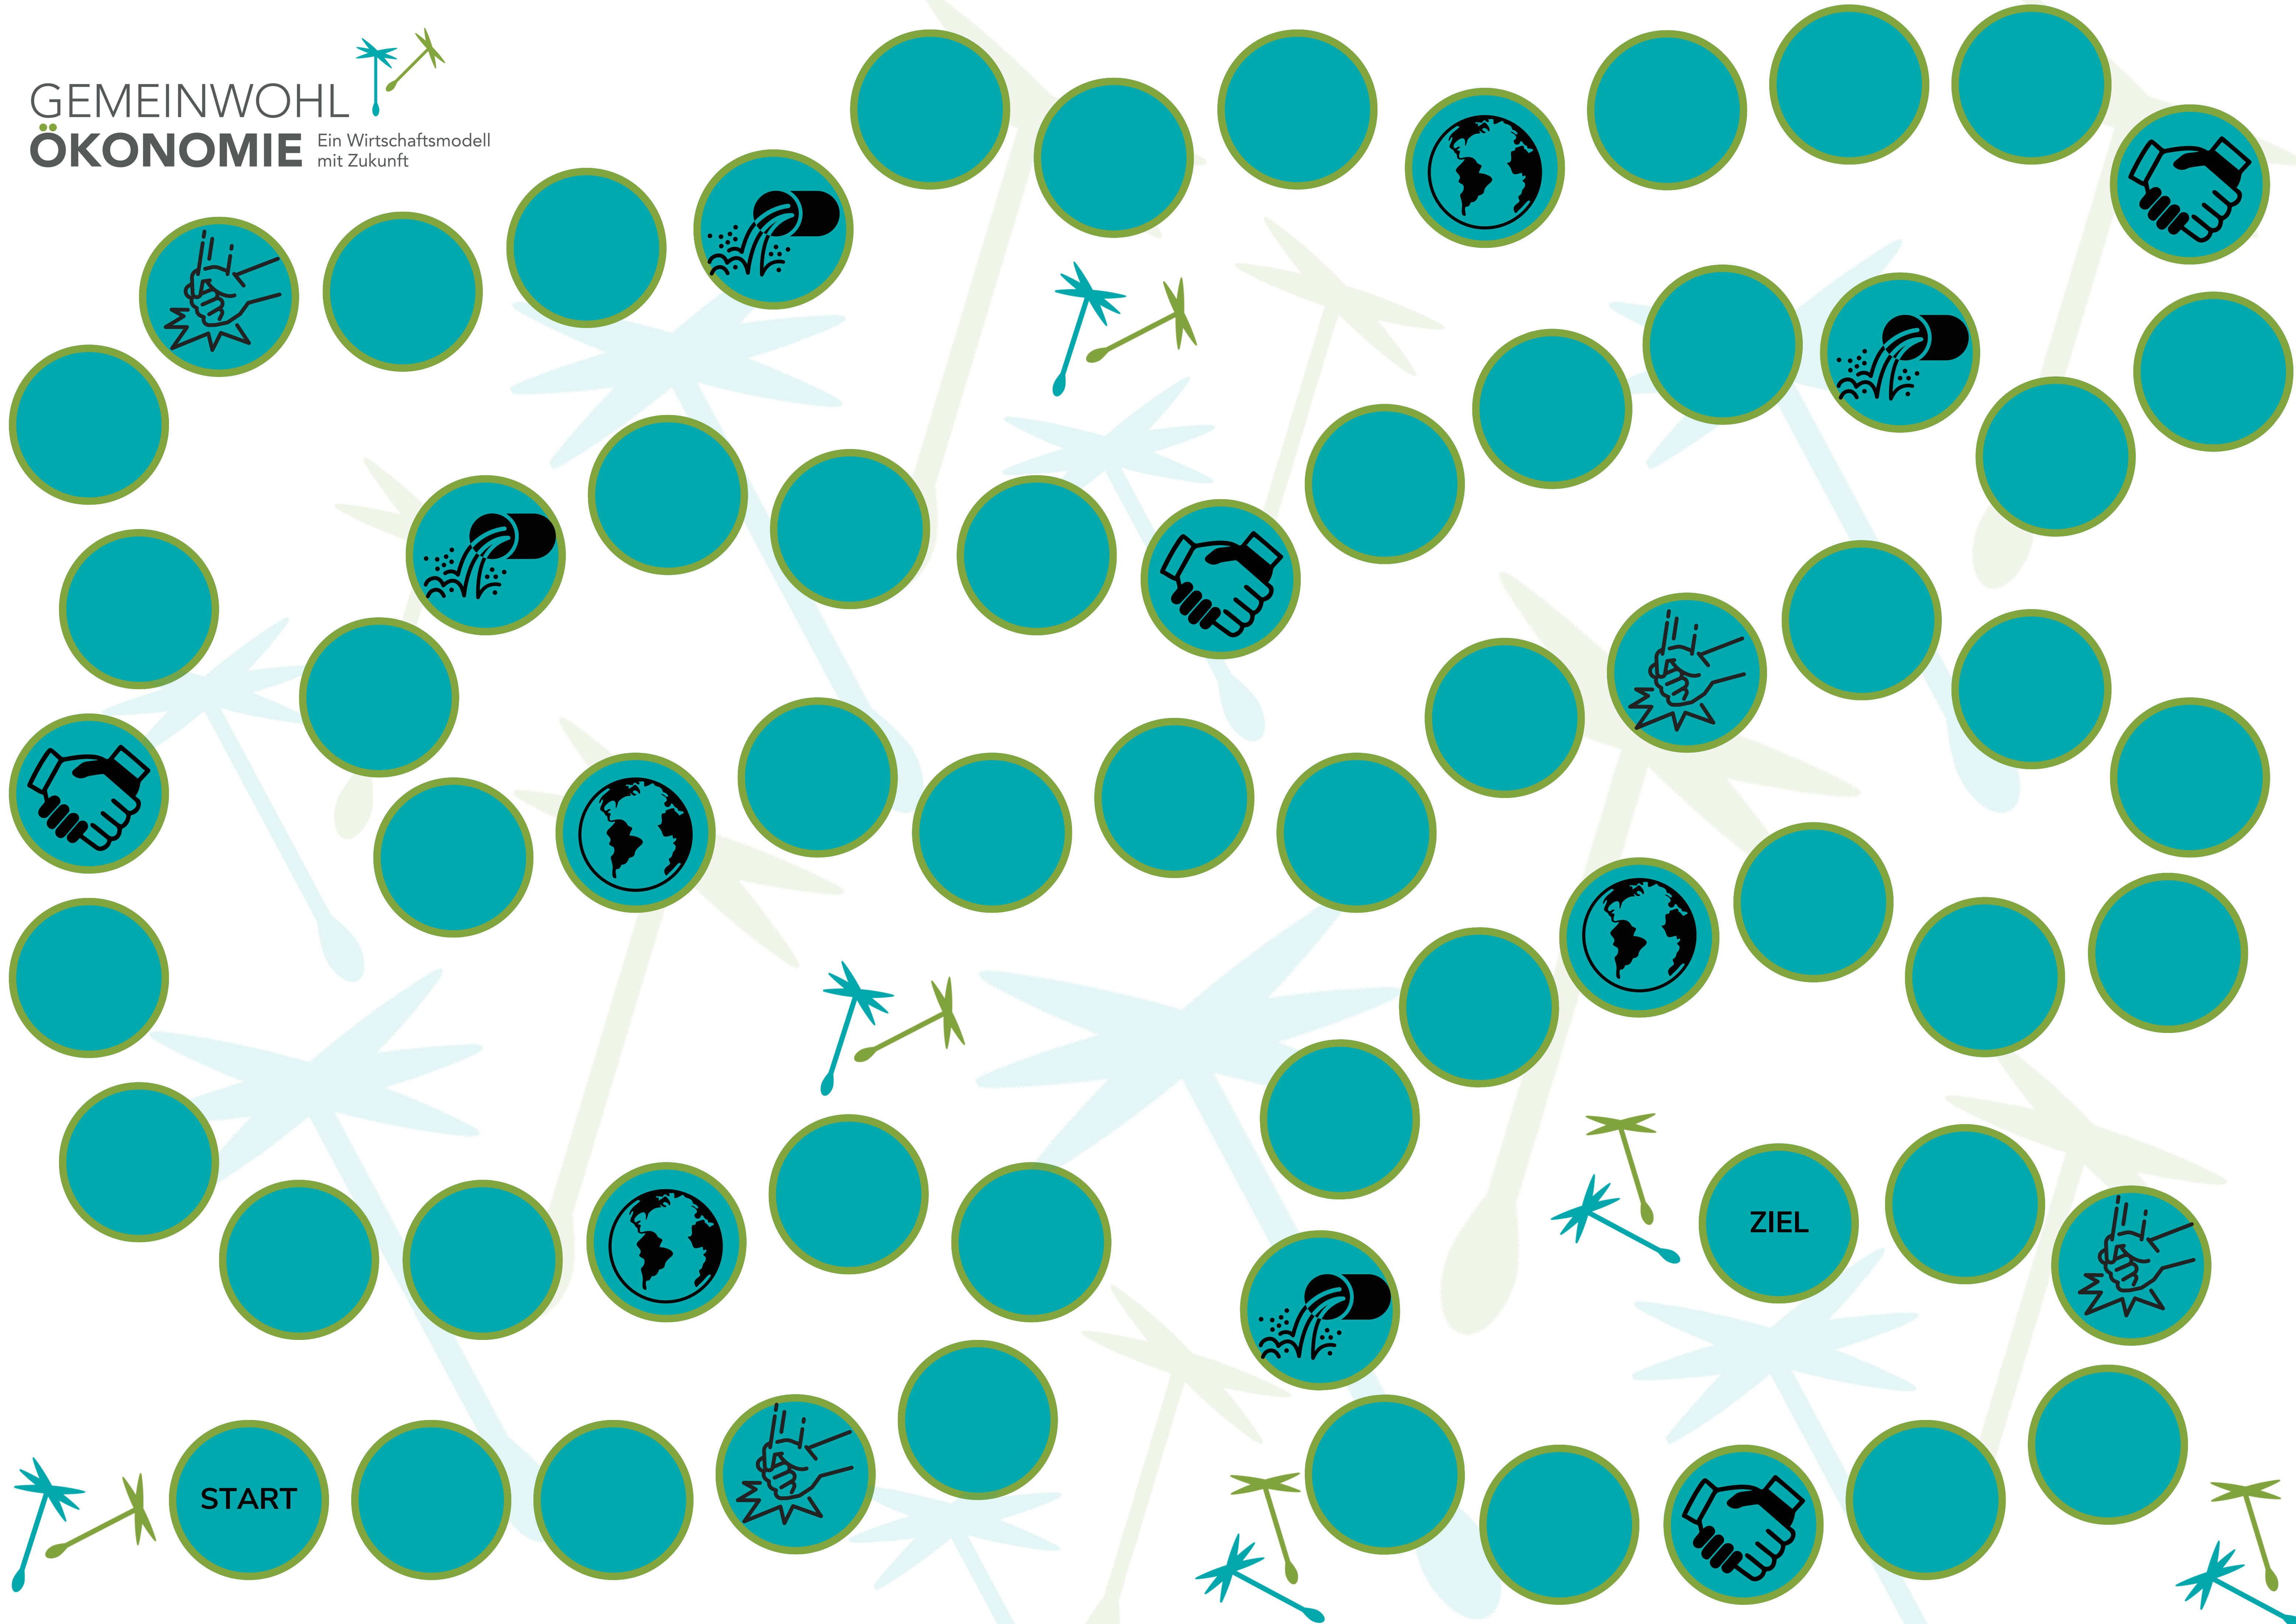 GEMEINWOHL
ÖKONOMIE
Ein Wirtschaftsmodell
mit Zukunft
ZIEL
START